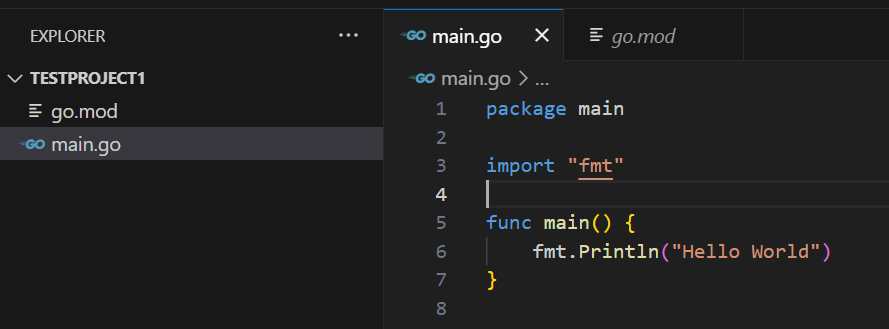 EXPLORER ...
TESTPROJECT1
go.mod
GO main.go
GO main.go go.mod
GO main.go > ...
1 package main
2
3 import "fmt"
4
5 func main() {
6     fmt.Println("Hello World")
7 }
8